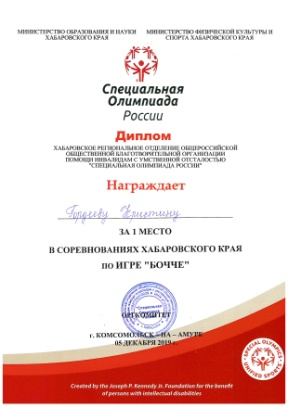 МИНИСТЕРСТВО ОБРАЗОВАНИЯ И НАУКИ
ХАБАРОВСКОГО КРАЯ
МИНИСТЕРСТВО ФИЗИЧЕСКОЙ КУЛЬТУРЫ И
СПОРТА ХАБАРОВСКОГО КРАЯ
Специальная
Олимпиада
России
Диплом
ХАБАРОВСКОЕ РЕГИОНАЛЬНОЕ ОТДЕЛЕНИЕ ОБЩЕРОССИЙСКОЙ
ОБЩЕСТВЕННОЙ БЛАГОТВОРИТЕЛЬНОЙ ОРГАНИЗАЦИИ
ПОМОЩИ ИНВАЛИДАМ С УМСТВЕННОЙ ОТСТАЛОСТЬЮ
"СПЕЦИАЛЬНАЯ ОЛИМПИАДА РОССИИ"
Награждает
Гордееву Кристину
ЗА 1 МЕСТО
В СОРЕВНОВАНИЯХ ХАБАРОВСКОГО КРАЯ
ПО ИГРЕ "БОЧЧЕ"
ОРГКОМИТЕТ
г. КОМСОМОЛЬСК - НА - АМУРЕ
05 ДЕКАБРЯ 2019 г.
SPECIAL OLYMPICS
UNIFIED SPORTS
Created by the Joseph P. Kennedy Jr. Foundation for the benefit
of persons with intellectual disabilities